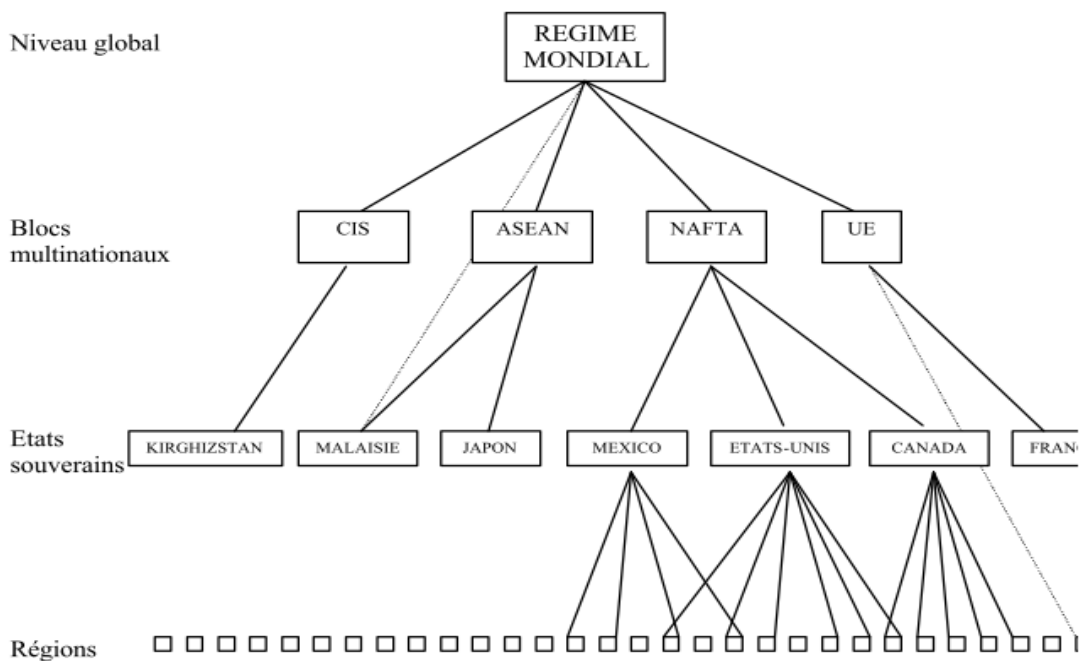 Niveau global
REGIME
MONDIAL
Blocs
multinationaux
CIS
ASEAN
NAFTA
UE
Etats
souverains
KIRGHIZSTAN
MALAISIE
JAPON
MEXICO
ETATS-UNIS
CANADA
FRANC
Régions